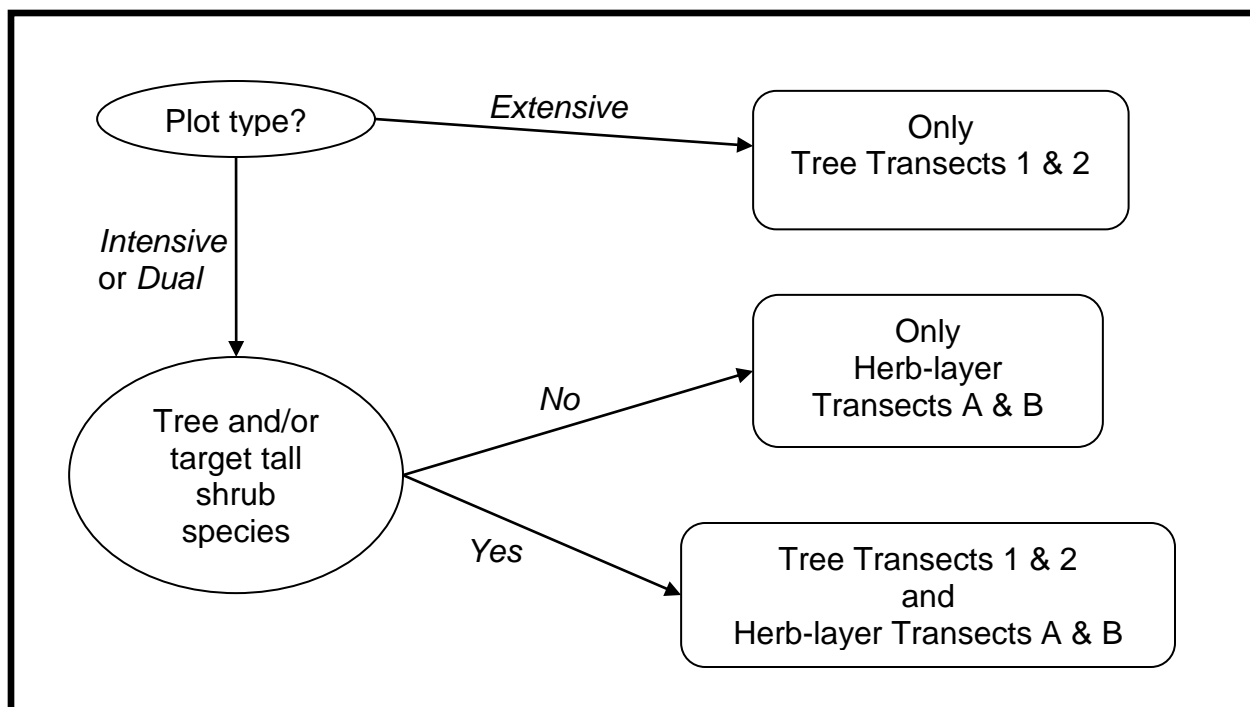 Plot type?
Extensive
Only
Tree Transects 1 & 2
Intensive
or Dual
Only
Herb-layer
Transects A & B
No
Tree and/or
target tall
shrub
species
Yes
Tree Transects 1 & 2
and
Herb-layer Transects A & B